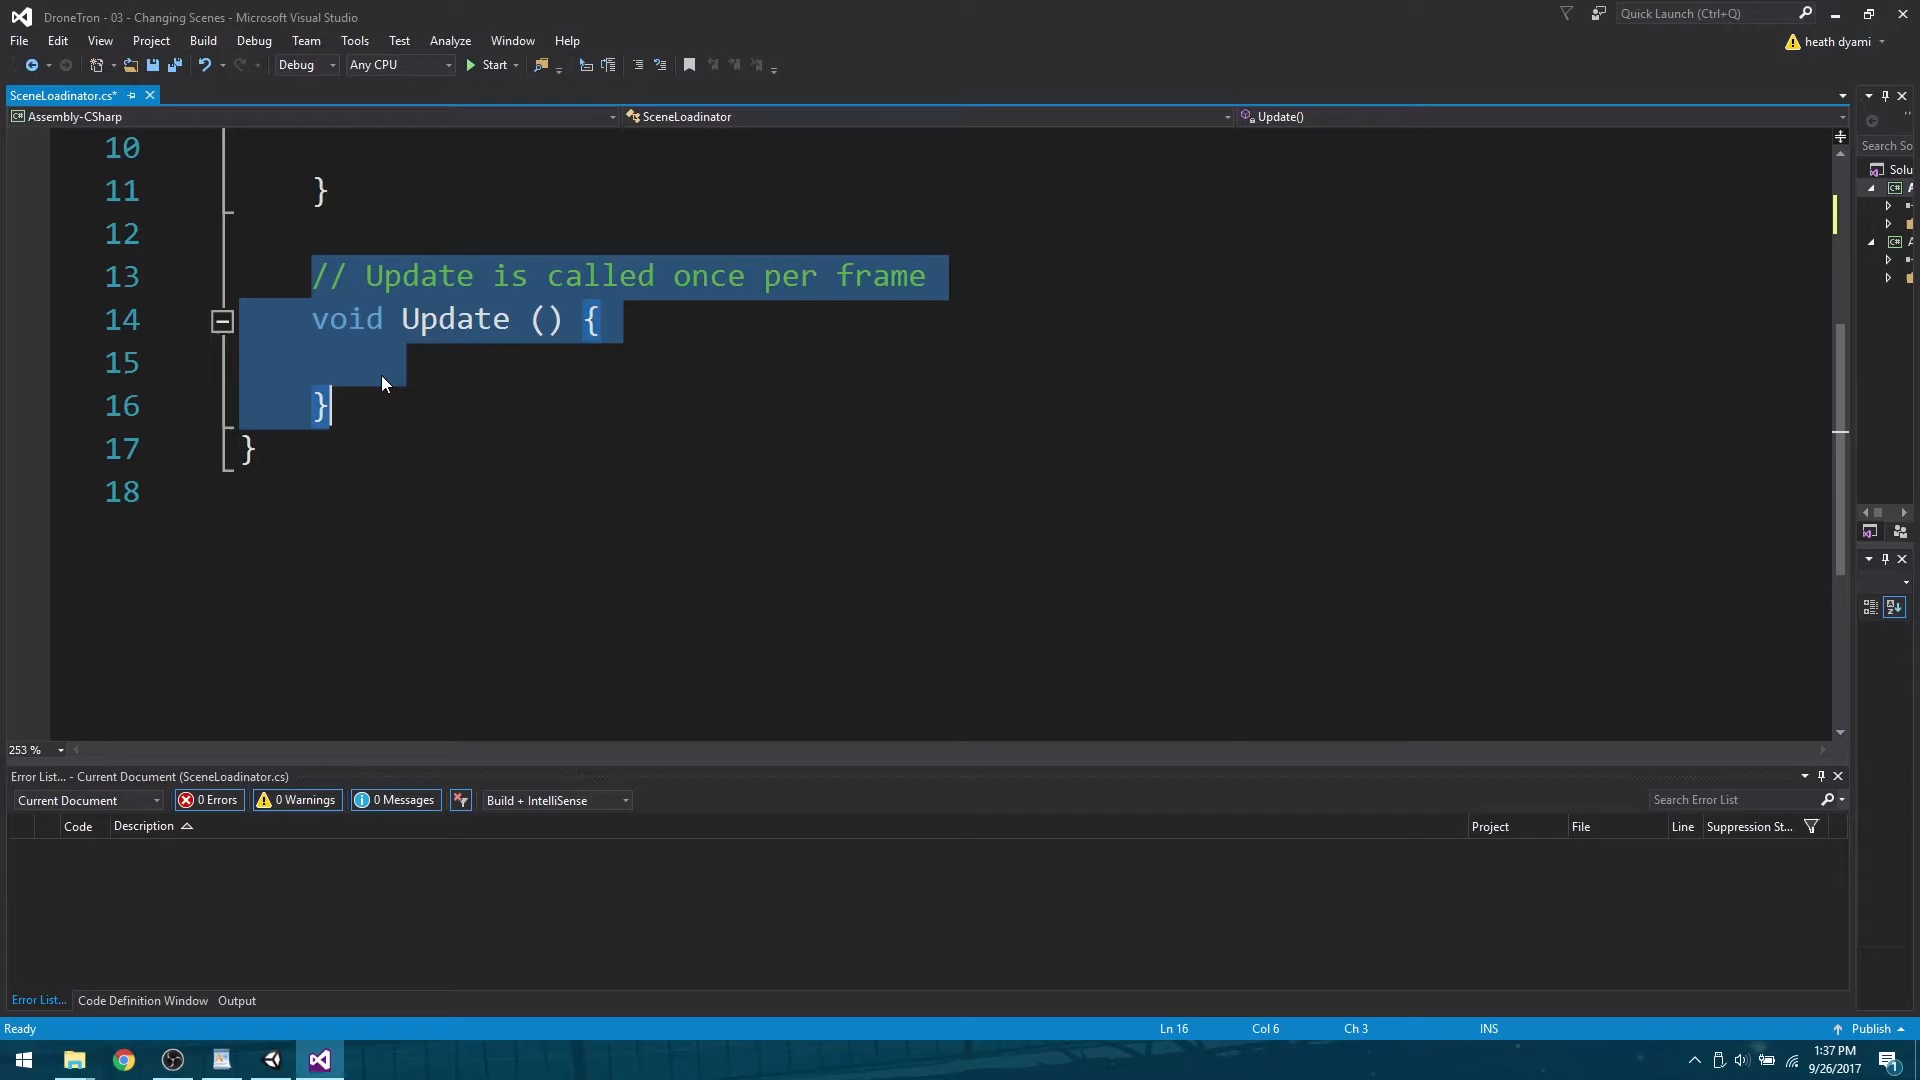 DroneTron - 03 - Changing Scenes - Microsoft Visual Studio
Quick Launch (Ctrl+Q)
File Edit View Project Build Debug Team Tools Test Analyze Window Help
heath dyami
Debug Any CPU Start
SceneLoadinator.cs*
Assembly-CSharp SceneLoadinator Update()
Search So
Solu
10
11 }
12
13 // Update is called once per frame
14 void Update () {
15
16 }
17 }
18
253 %
Error List... - Current Document (SceneLoadinator.cs)
Current Document 0 Errors 0 Warnings 0 Messages Build + IntelliSense Search Error List
Code Description Project File Line Suppression St...
Error List... Code Definition Window Output
Ready Ln 16 Col 6 Ch 3 INS Publish
1:37 PM
9/26/2017
1